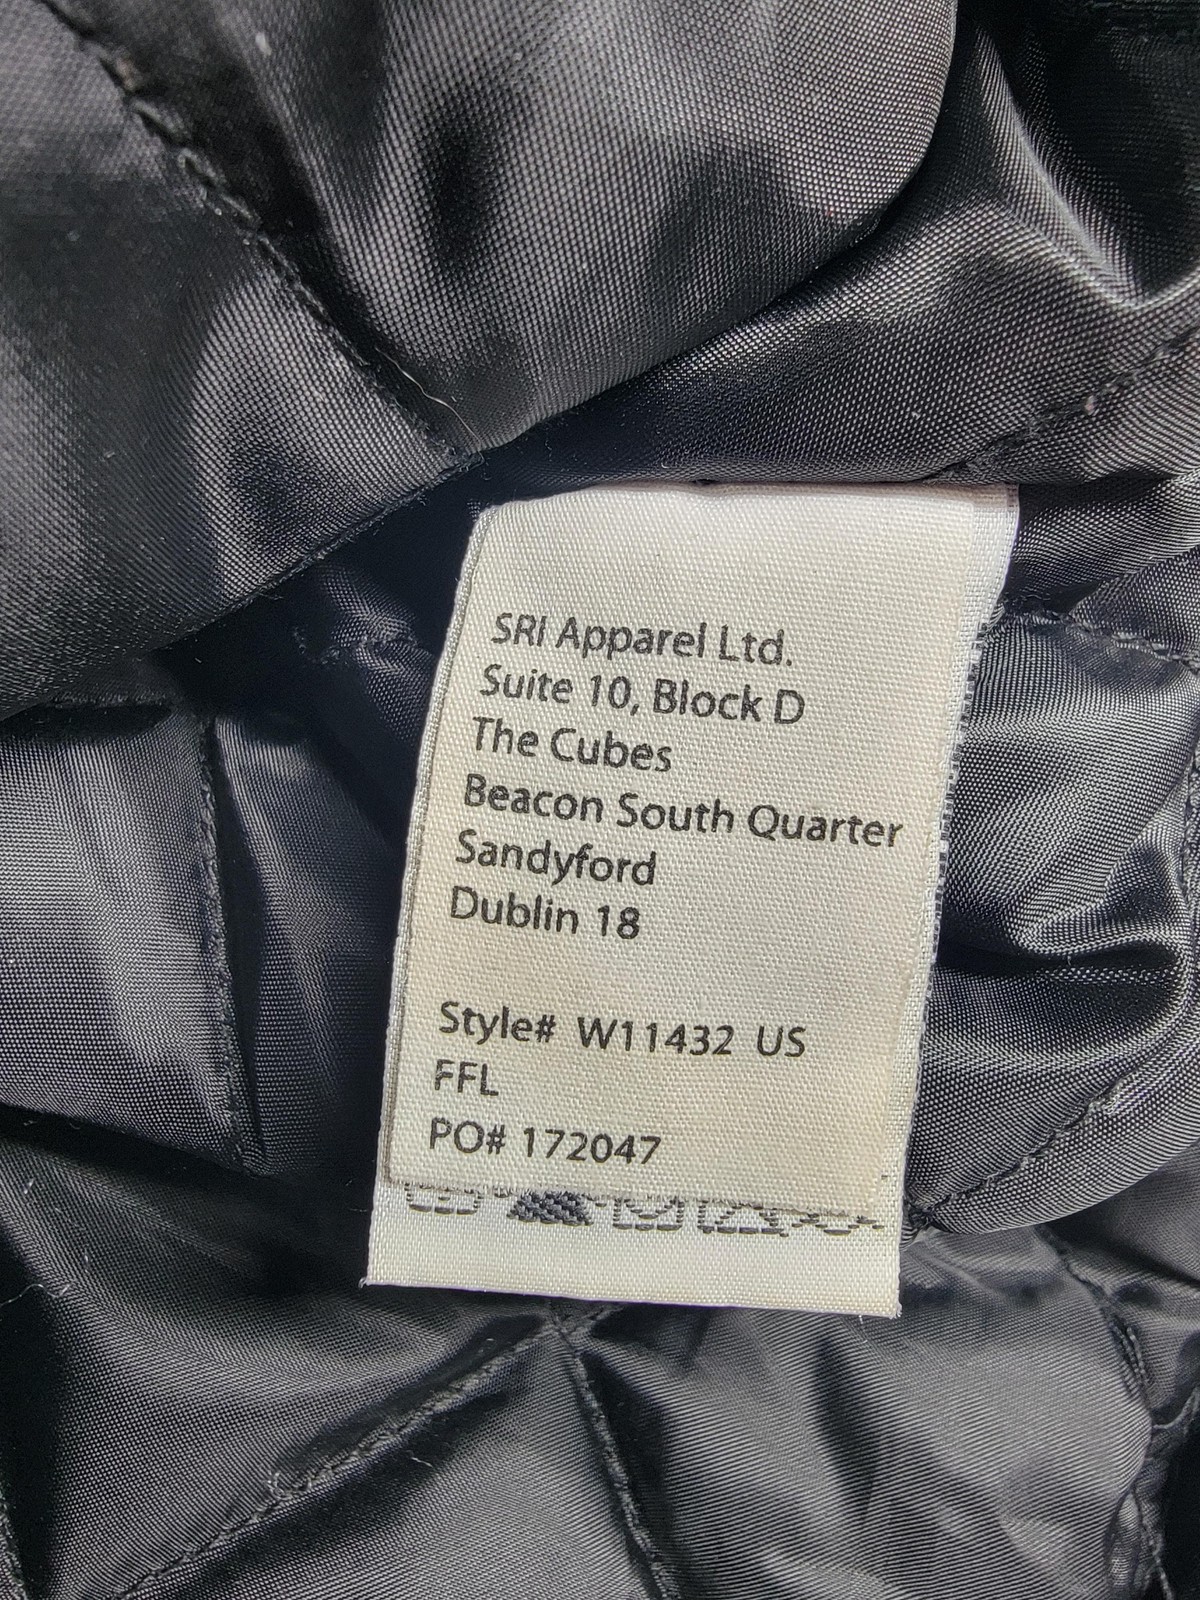 SRI Apparel Ltd.
Suite 10, Block D
The Cubes
Beacon South Quarter
Sandyford
Dublin 18
Style# W11432 US
FFL
PO# 172047